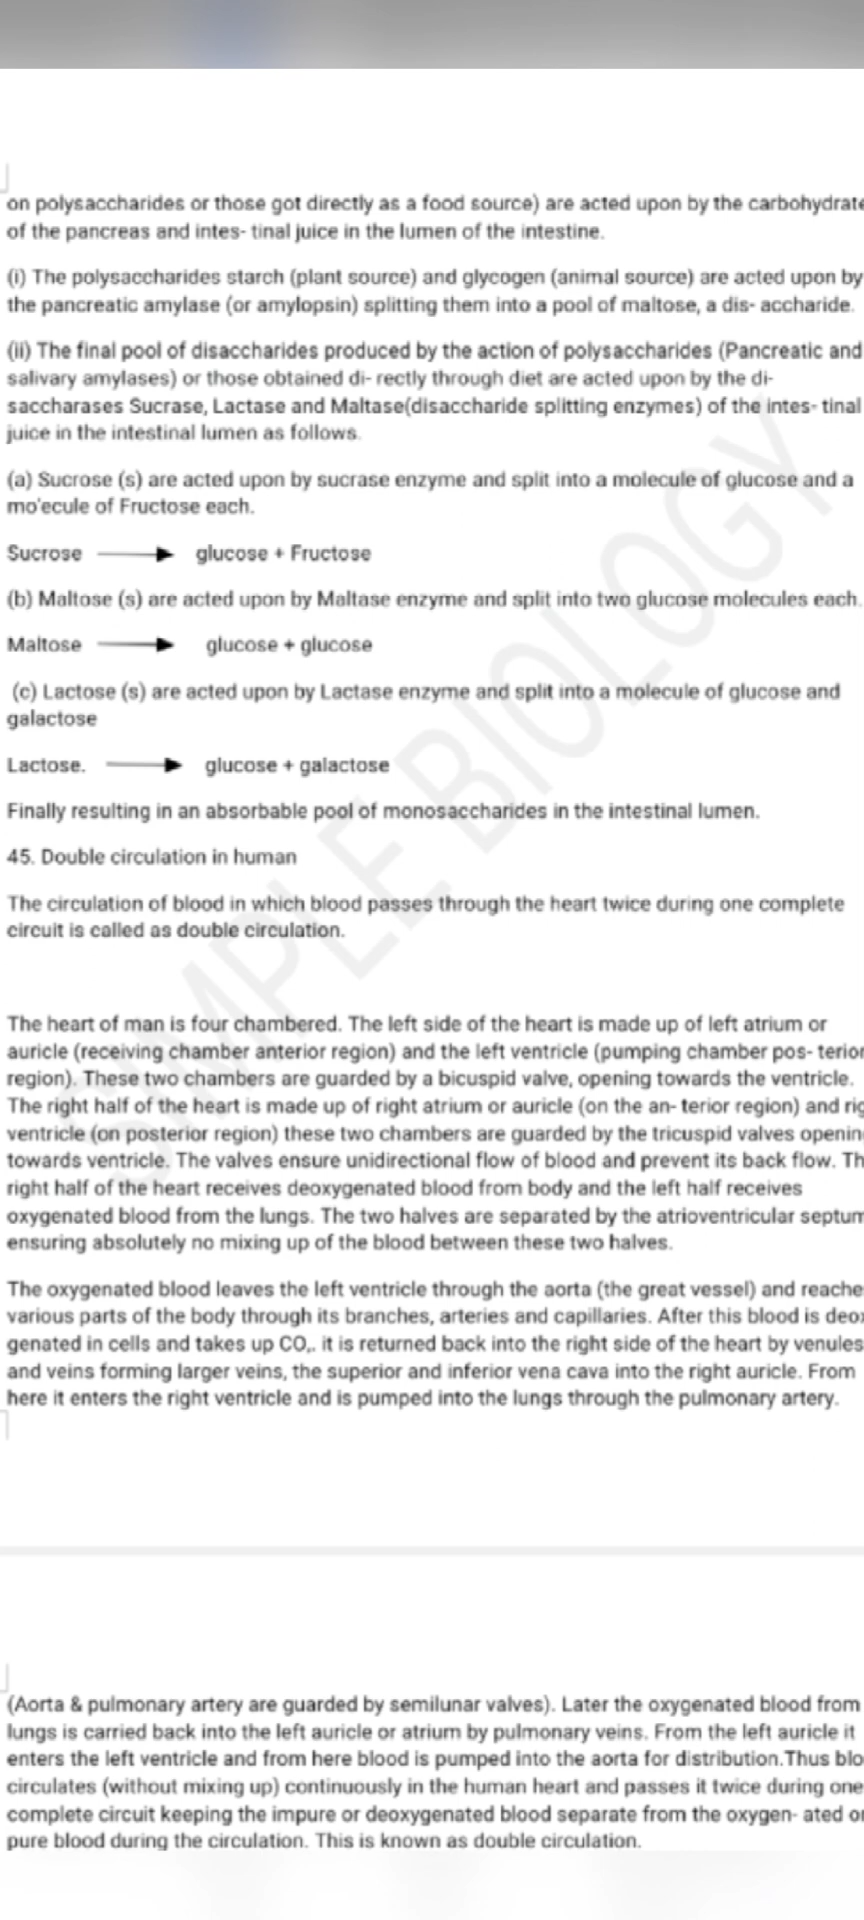 on polysaccharides or those got directly as a food source) are acted upon by the carbohydrate
of the pancreas and intes- tinal juice in the lumen of the intestine.
(i) The polysaccharides starch (plant source) and glycogen (animal source) are acted upon by
the pancreatic amylase (or amylopsin) splitting them into a pool of maltose, a dis- accharide.
(ii) The final pool of disaccharides produced by the action of polysaccharides (Pancreatic and
salivary amylases) or those obtained di- rectly through diet are acted upon by the di-
saccharases Sucrase, Lactase and Maltase(disaccharide splitting enzymes) of the intes- tinal
juice in the intestinal lumen as follows.
(a) Sucrose (s) are acted upon by sucrase enzyme and split into a molecule of glucose and a
mo'ecule of Fructose each.
Sucrose → glucose + Fructose
(b) Maltose (s) are acted upon by Maltase enzyme and split into two glucose molecules each.
Maltose → glucose + glucose
(c) Lactose (s) are acted upon by Lactase enzyme and split into a molecule of glucose and
galactose
Lactose. → glucose + galactose
Finally resulting in an absorbable pool of monosaccharides in the intestinal lumen.
45. Double circulation in human
The circulation of blood in which blood passes through the heart twice during one complete
circuit is called as double circulation.
The heart of man is four chambered. The left side of the heart is made up of left atrium or
auricle (receiving chamber anterior region) and the left ventricle (pumping chamber pos- terior
region). These two chambers are guarded by a bicuspid valve, opening towards the ventricle.
The right half of the heart is made up of right atrium or auricle (on the an- terior region) and rig
ventricle (on posterior region) these two chambers are guarded by the tricuspid valves openin
towards ventricle. The valves ensure unidirectional flow of blood and prevent its back flow. Th
right half of the heart receives deoxygenated blood from body and the left half receives
oxygenated blood from the lungs. The two halves are separated by the atrioventricular septum
ensuring absolutely no mixing up of the blood between these two halves.
The oxygenated blood leaves the left ventricle through the aorta (the great vessel) and reache
various parts of the body through its branches, arteries and capillaries. After this blood is deox
genated in cells and takes up CO,. it is returned back into the right side of the heart by venules
and veins forming larger veins, the superior and inferior vena cava into the right auricle. From
here it enters the right ventricle and is pumped into the lungs through the pulmonary artery.
(Aorta & pulmonary artery are guarded by semilunar valves). Later the oxygenated blood from
lungs is carried back into the left auricle or atrium by pulmonary veins. From the left auricle it
enters the left ventricle and from here blood is pumped into the aorta for distribution.Thus blo
circulates (without mixing up) continuously in the human heart and passes it twice during one
complete circuit keeping the impure or deoxygenated blood separate from the oxygen- ated or
pure blood during the circulation. This is known as double circulation.
SIMPLE BIOLOGY